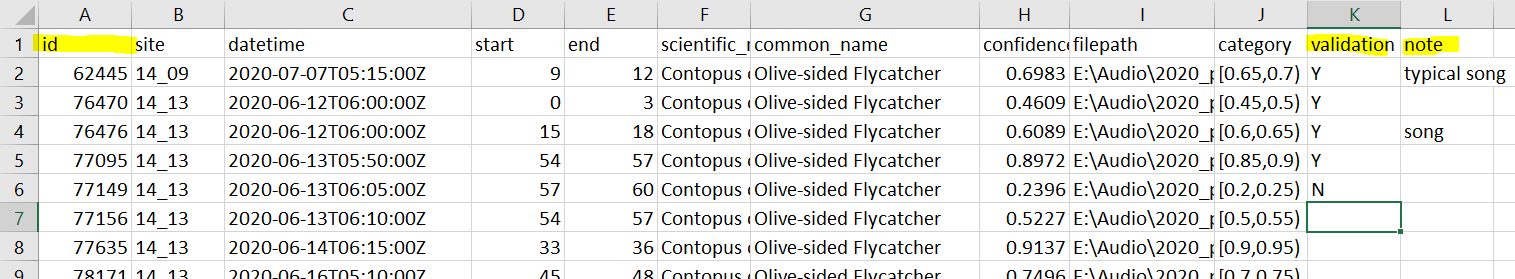 A B C D E F G H I J K L
1 id site datetime start end scientific_ common_name confidence filepath category validation note
2 62445 14_09 2020-07-07T05:15:00Z 9 12 Contopus Olive-sided Flycatcher 0.6983 E:\Audio\2020_ [0.65,0.7) Y typical song
3 76470 14_13 2020-06-12T06:00:00Z 0 3 Contopus Olive-sided Flycatcher 0.4609 E:\Audio\2020_ [0.45,0.5) Y
4 76476 14_13 2020-06-12T06:00:00Z 15 18 Contopus Olive-sided Flycatcher 0.6089 E:\Audio\2020_ [0.6,0.65) Y song
5 77095 14_13 2020-06-13T05:50:00Z 54 57 Contopus Olive-sided Flycatcher 0.8972 E:\Audio\2020_ [0.85,0.9) Y
6 77149 14_13 2020-06-13T06:05:00Z 57 60 Contopus Olive-sided Flycatcher 0.2396 E:\Audio\2020_ [0.2,0.25) N
7 77156 14_13 2020-06-13T06:10:00Z 54 57 Contopus Olive-sided Flycatcher 0.5227 E:\Audio\2020_ [0.5,0.55)
8 77635 14_13 2020-06-14T06:15:00Z 33 36 Contopus Olive-sided Flycatcher 0.9137 E:\Audio\2020_ [0.9,0.95)
9 78171 14_13 2020-06-16T05:10:00Z 45 48 Contopus Olive-sided Flycatcher 0.7496 E:\Audio\2020_ [0.7,0.75)